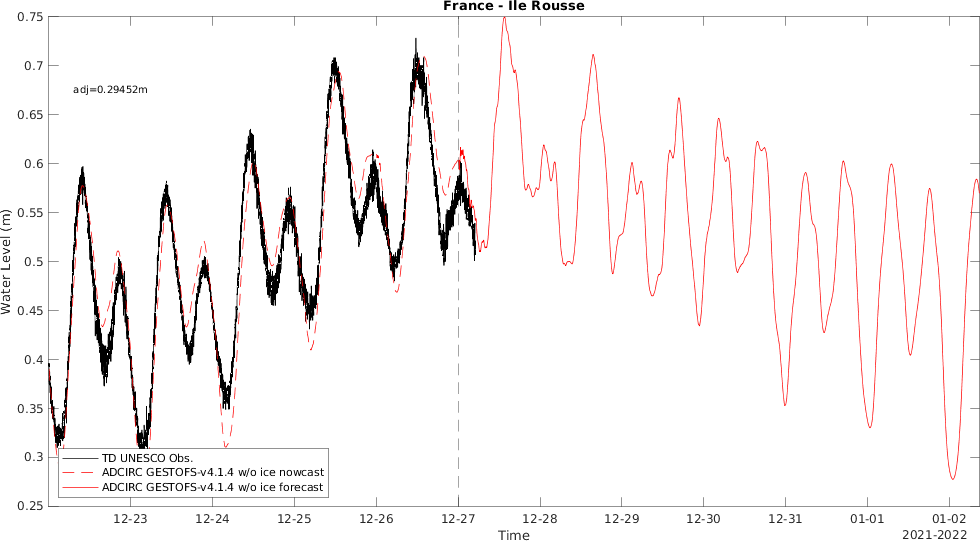 France - Ile Rousse
0.75
0.7
0.65
0.6
0.55
0.5
0.45
0.4
0.35
0.3
0.25
Water Level (m)
adj=0.29452m
TD UNESCO Obs.
ADCIRC GESTOFS-v4.1.4 w/o ice nowcast
ADCIRC GESTOFS-v4.1.4 w/o ice forecast
12-23 12-24 12-25 12-26 12-27 12-28 12-29 12-30 12-31 01-01 01-02
Time
2021-2022